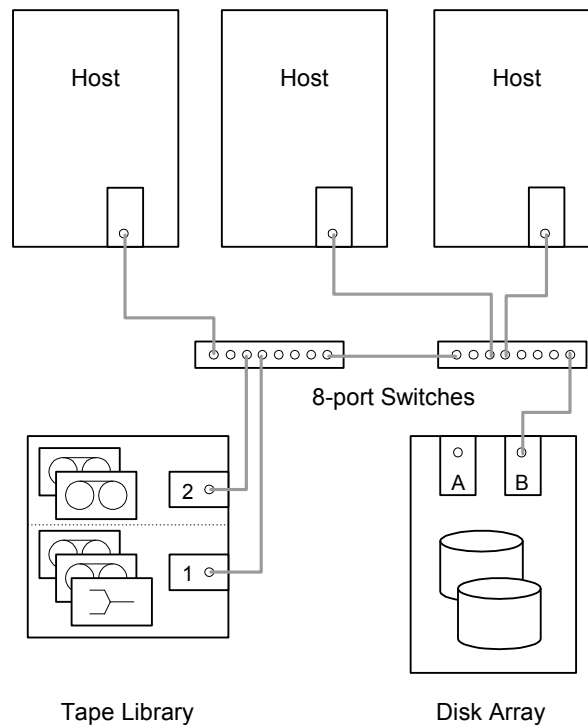 Host
Host
Host
8-port Switches
2
1
A
B
Tape Library
Disk Array